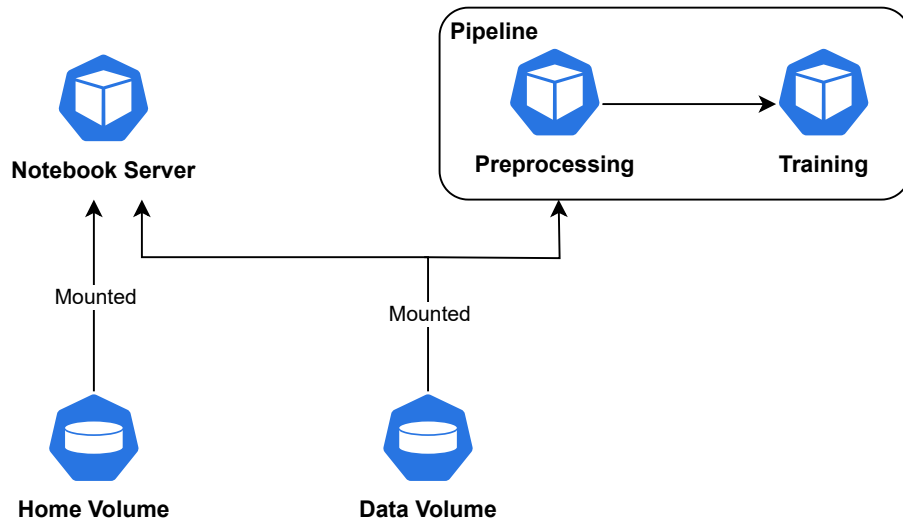 Pipeline
Notebook Server
Preprocessing
Training
Mounted
Mounted
Home Volume
Data Volume